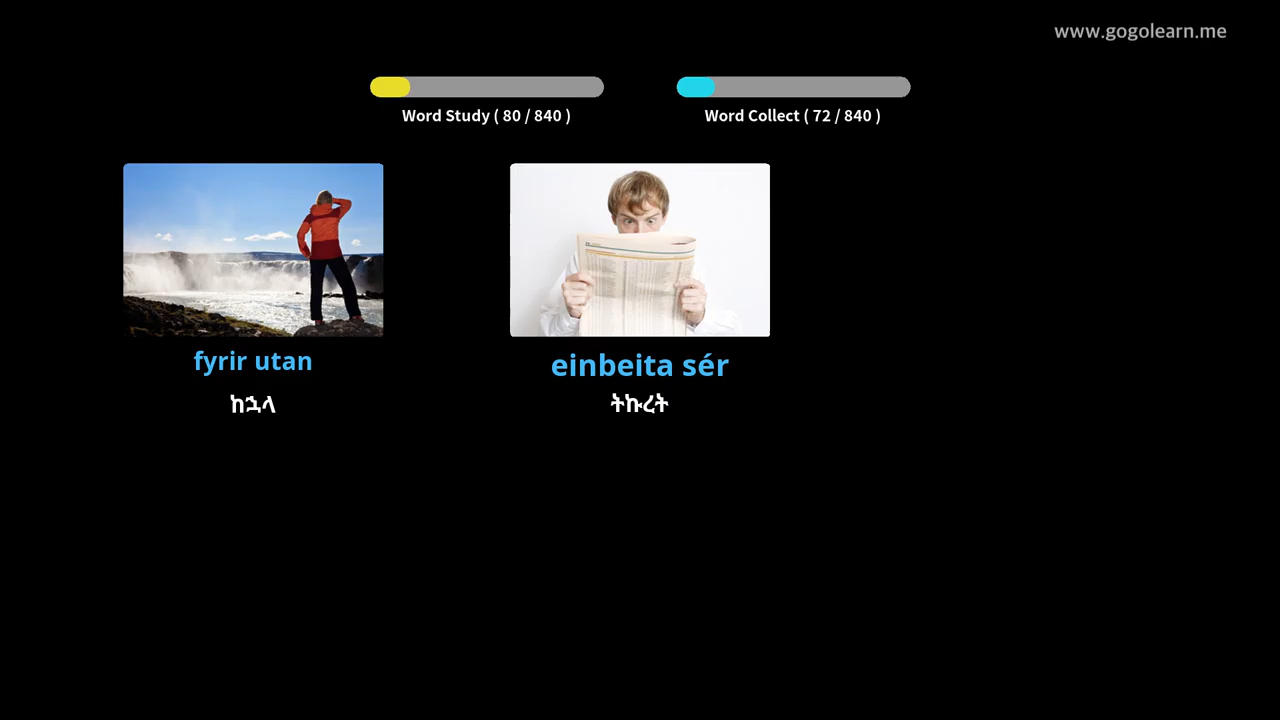 www.gogolearn.me
Word Study ( 80 / 840 )
Word Collect ( 72 / 840 )
fyrir utan
einbeita sér
ከኋላ
ትኩረት